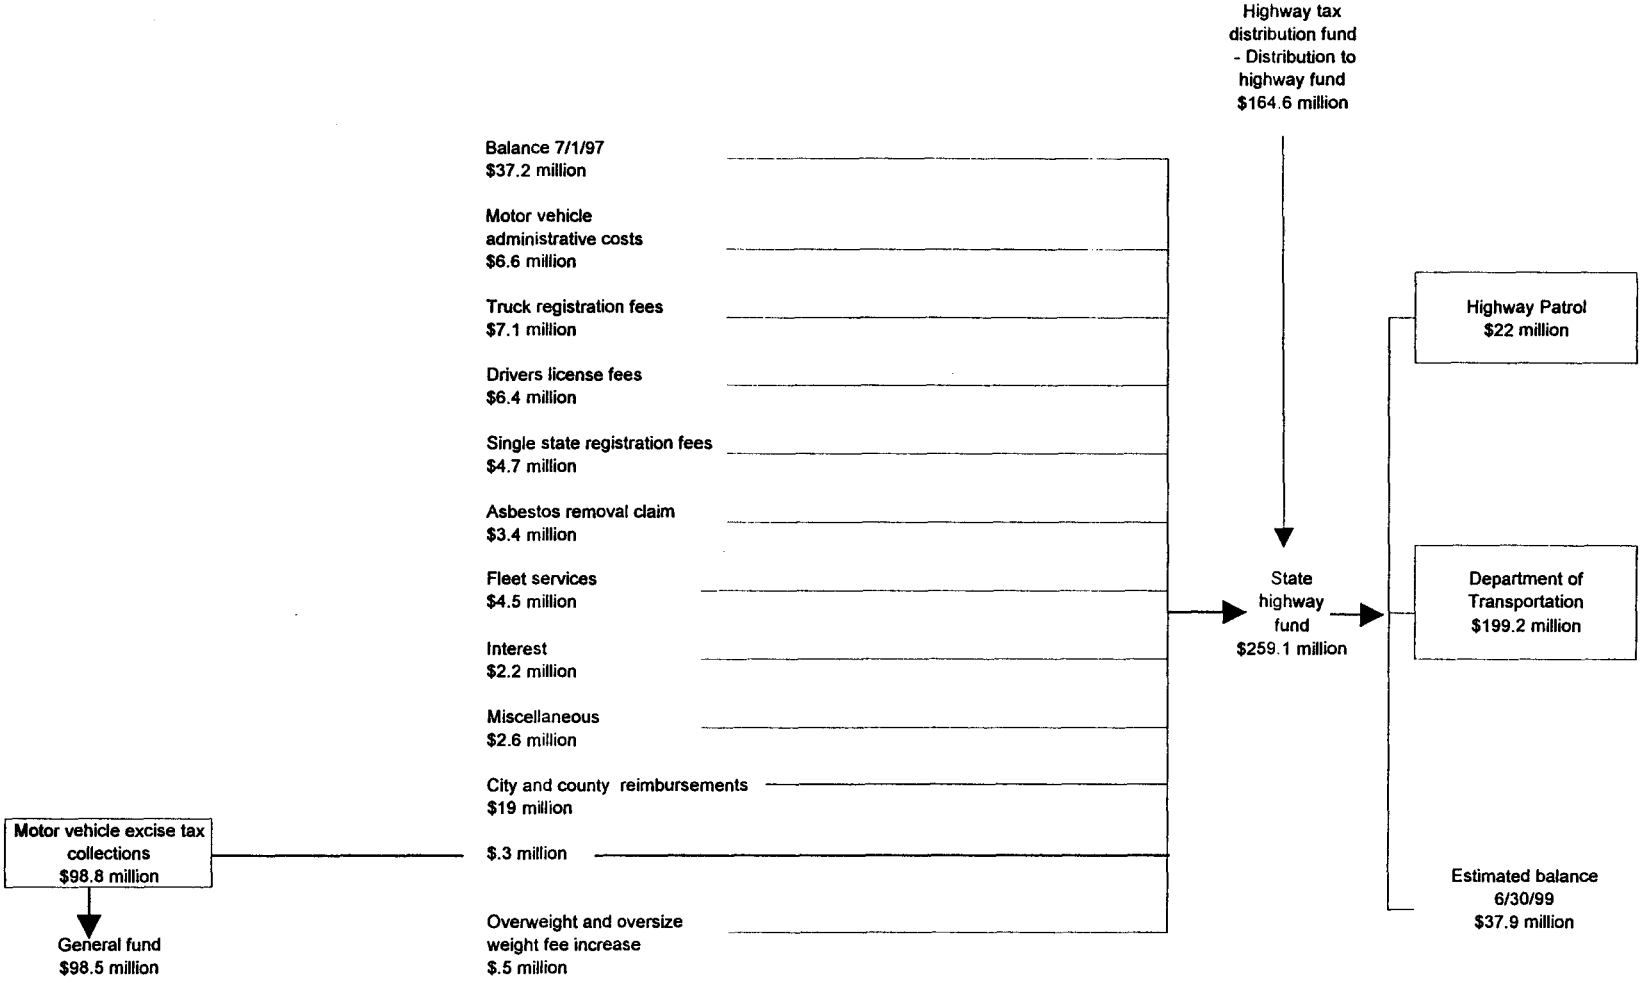 Highway tax
distribution fund
- Distribution to
highway fund
$164.6 million
Balance 7/1/97
$37.2 million
Motor vehicle
administrative costs
$6.6 million
Truck registration fees
$7.1 million
Drivers license fees
$6.4 million
Single state registration fees
$4.7 million
Asbestos removal claim
$3.4 million
Fleet services
$4.5 million
Interest
$2.2 million
Miscellaneous
$2.6 million
City and county reimbursements
$19 million
Motor vehicle excise tax
collections
$98.8 million
$.3 million
General fund
$98.5 million
Overweight and oversize
weight fee increase
$.5 million
State
highway
fund
$259.1 million
Highway Patrol
$22 million
Department of
Transportation
$199.2 million
Estimated balance
6/30/99
$37.9 million